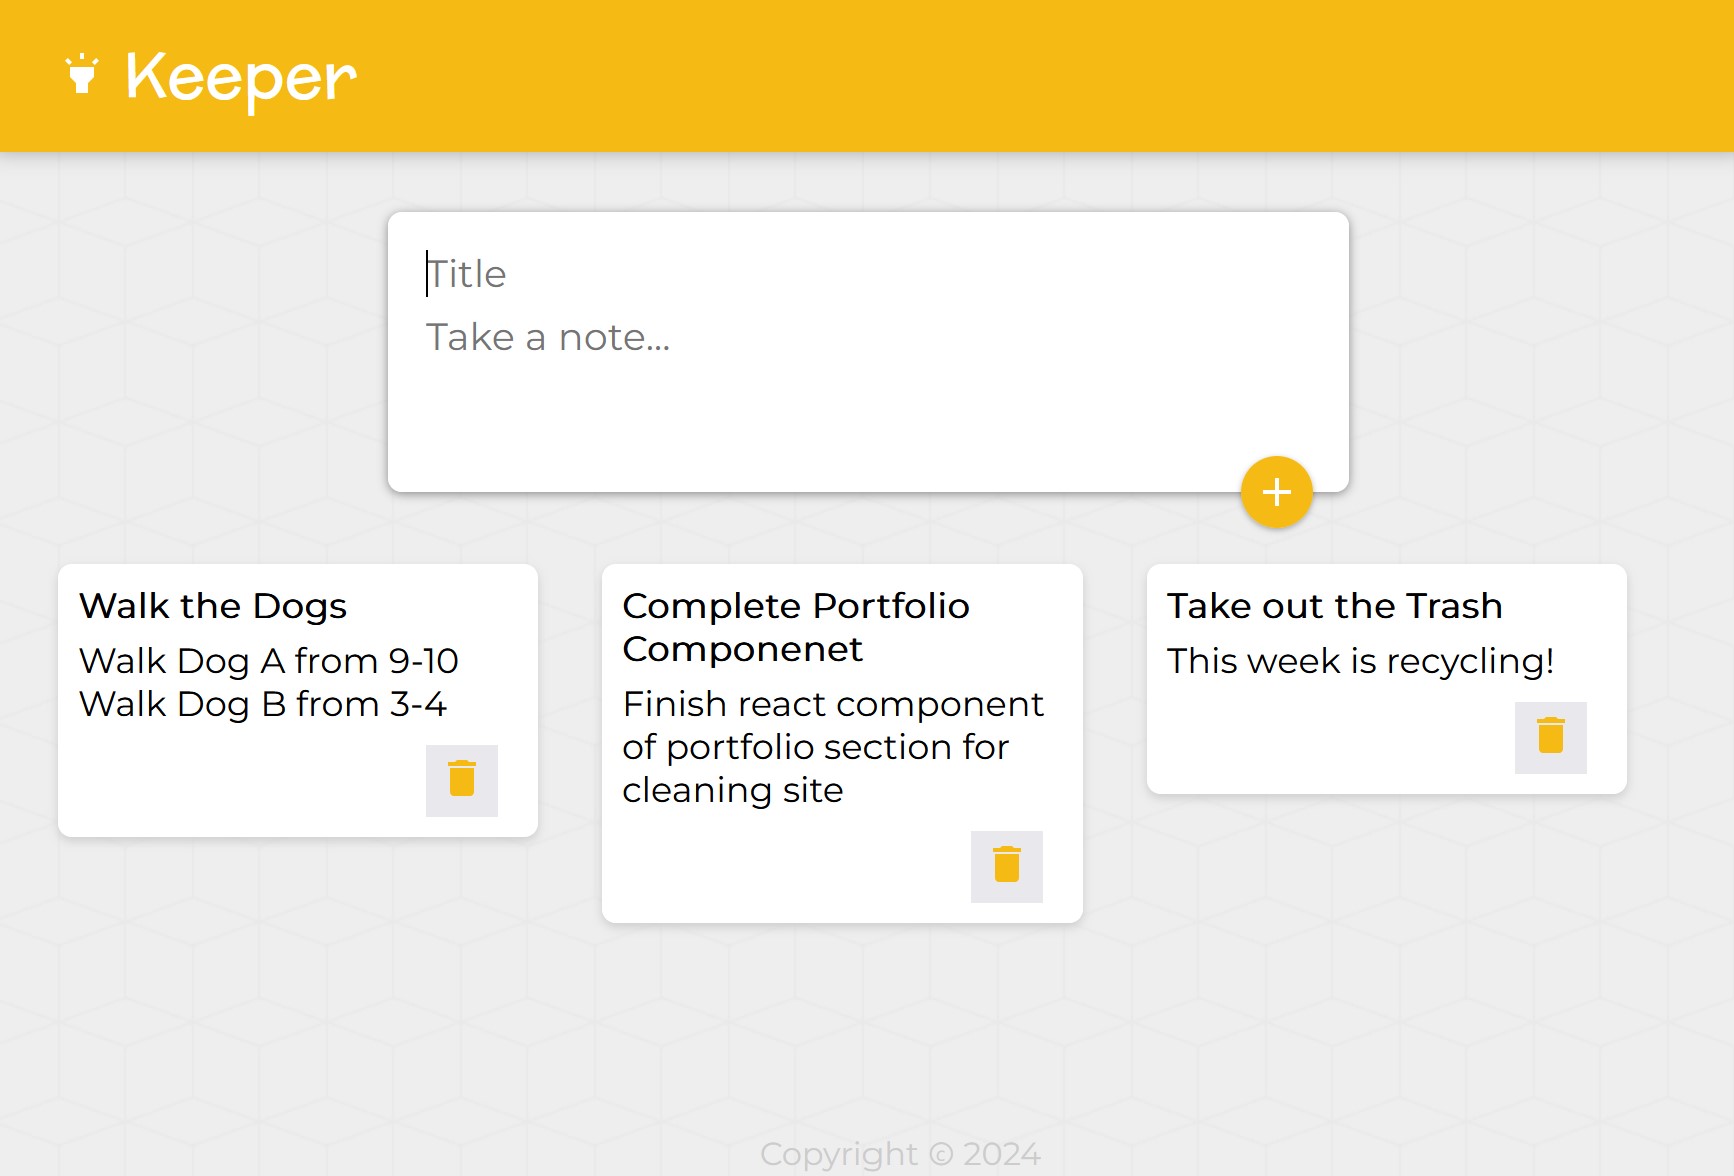 Keeper
Title
Take a note...
Walk the Dogs
Walk Dog A from 9-10
Walk Dog B from 3-4
Complete Portfolio
Componenet
Finish react component
of portfolio section for
cleaning site
Take out the Trash
This week is recycling!
Copyright © 2024